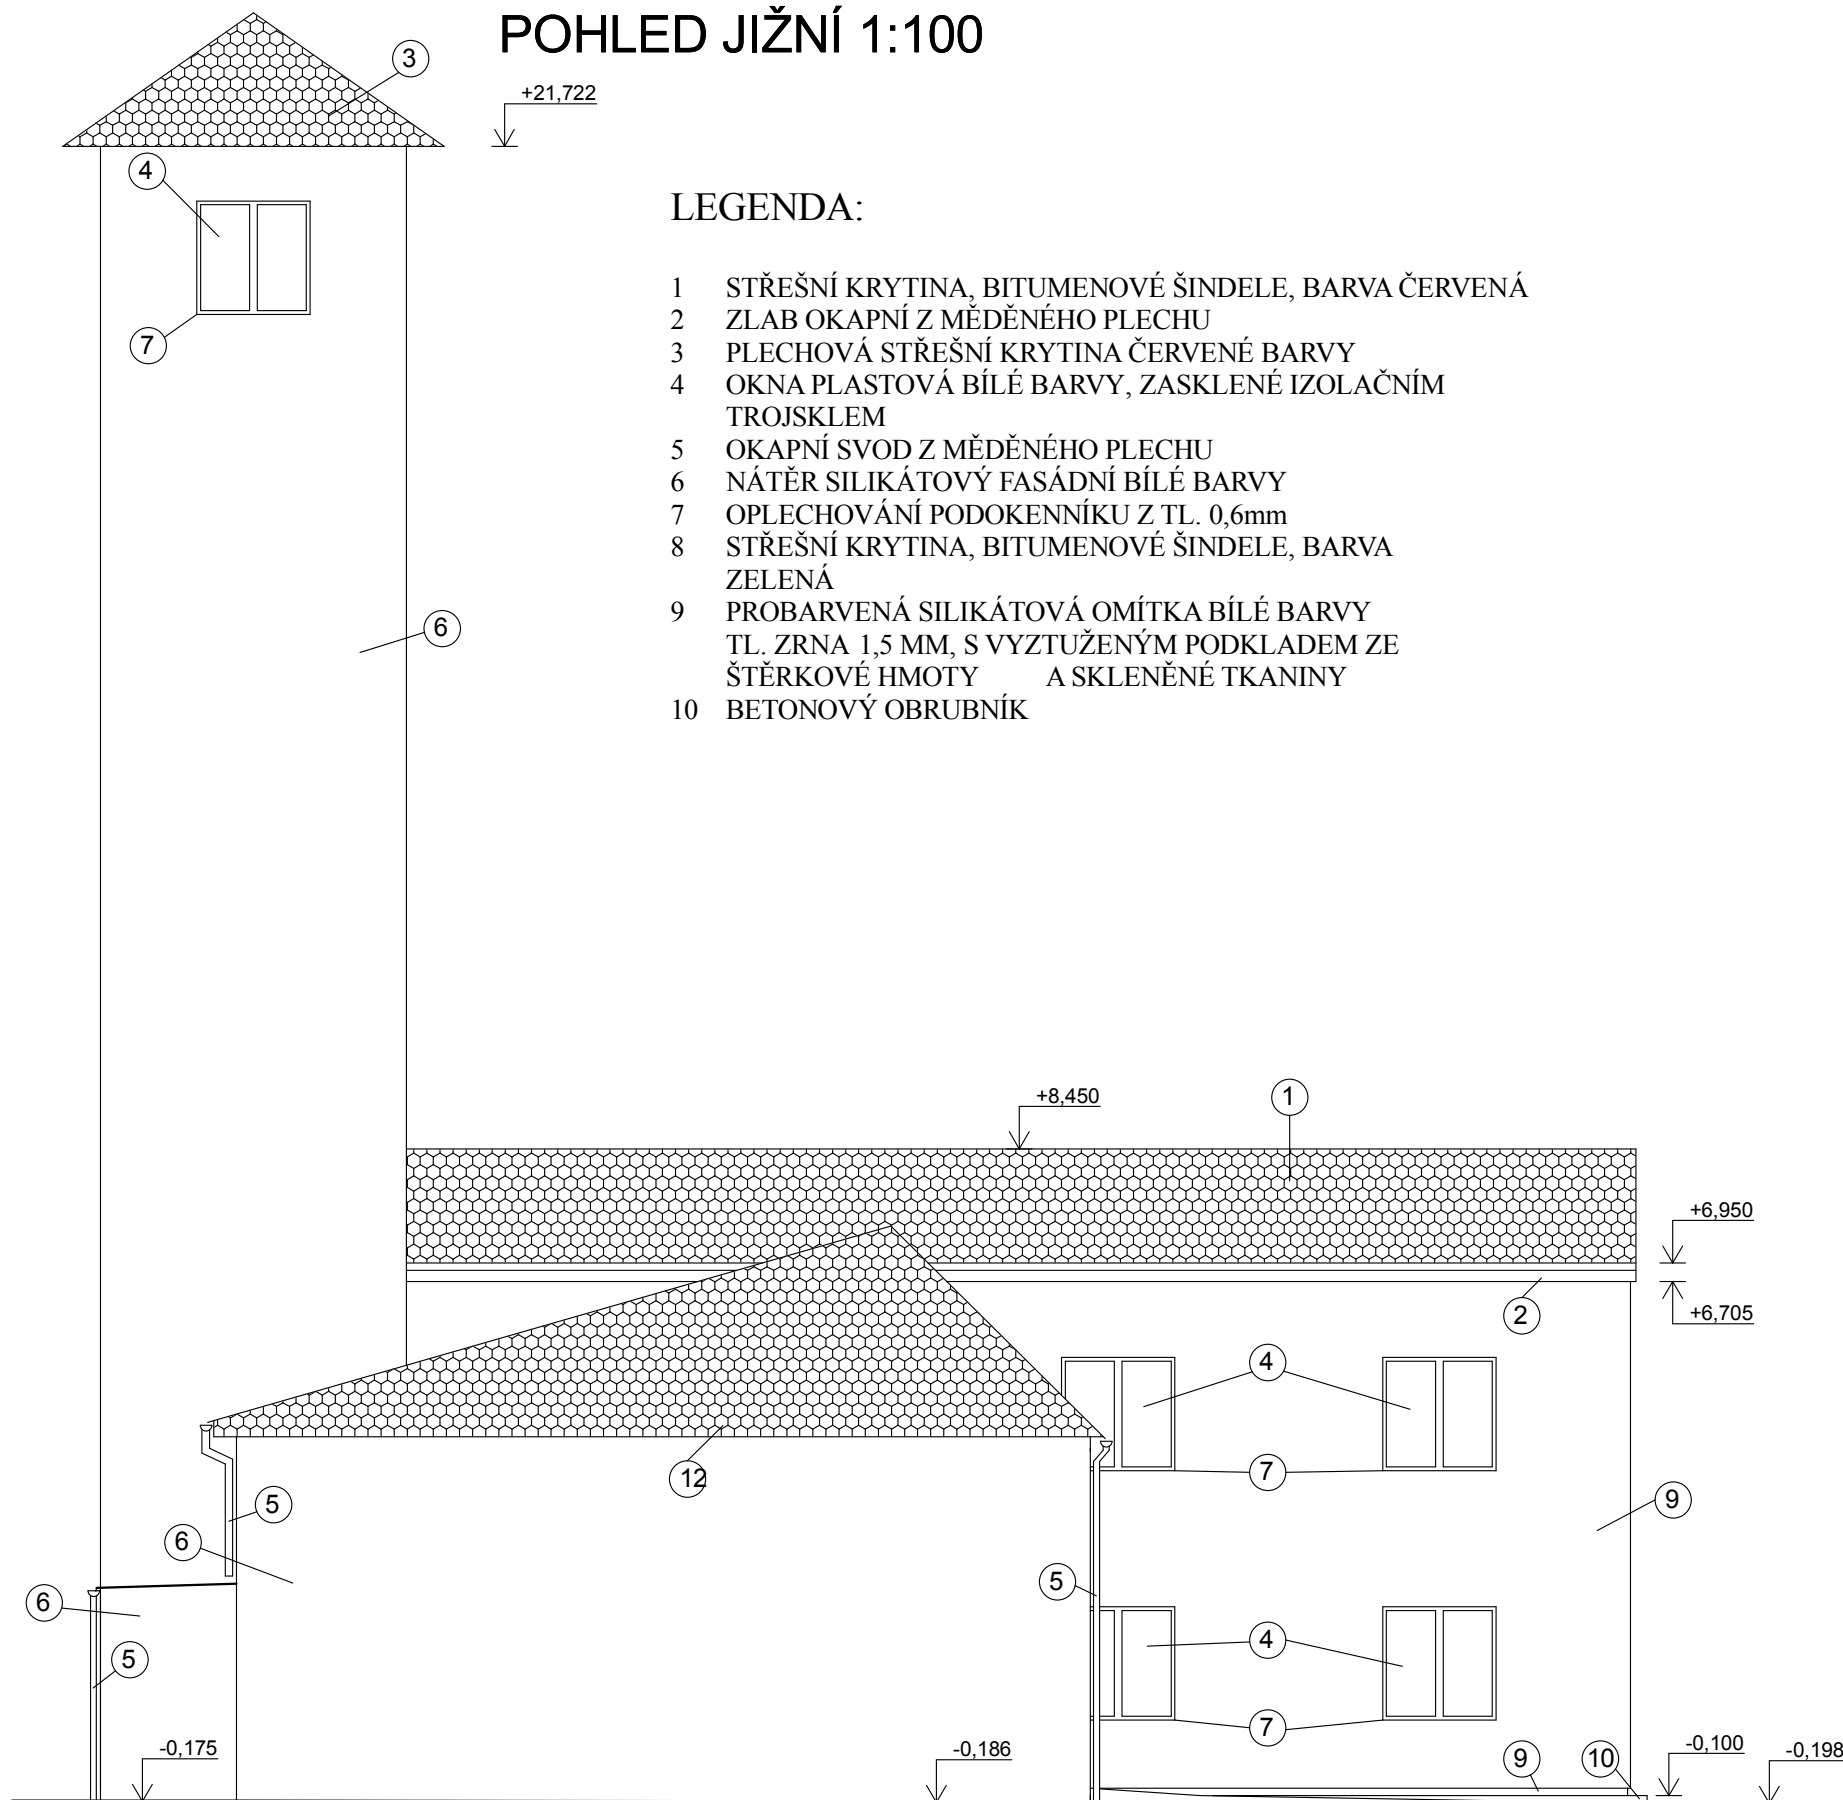 POHLED JIŽNÍ 1:100
3
+21,722
4
7
LEGENDA:
1 STŘEŠNÍ KRYTINA, BITUMENOVÉ ŠINDELE, BARVA ČERVENÁ
2 ZLAB OKAPNÍ Z MĚDĚNÉHO PLECHU
3 PLECHOVÁ STŘEŠNÍ KRYTINA ČERVENÉ BARVY
4 OKNA PLASTOVÁ BÍLÉ BARVY, ZASKLENÉ IZOLAČNÍM
TROJSKLEM
5 OKAPNÍ SVOD Z MĚDĚNÉHO PLECHU
6 NÁTĚR SILIKÁTOVÝ FASÁDNÍ BÍLÉ BARVY
7 OPLECHOVÁNÍ PODOKENNÍKU Z TL. 0,6mm
8 STŘEŠNÍ KRYTINA, BITUMENOVÉ ŠINDELE, BARVA
ZELENÁ
9 PROBARVENÁ SILIKÁTOVÁ OMÍTKA BÍLÉ BARVY
TL. ZRNA 1,5 MM, S VYZTUŽENÝM PODKLADEM ZE
ŠTĚRKOVÉ HMOTY A SKLENĚNÉ TKANINY
10 BETONOVÝ OBRUBNÍK
6
+8,450
1
+6,950
2
+6,705
4
12
7
5
9
6
5
6
4
5
7
-0,175
-0,186
9
10
-0,100
-0,198